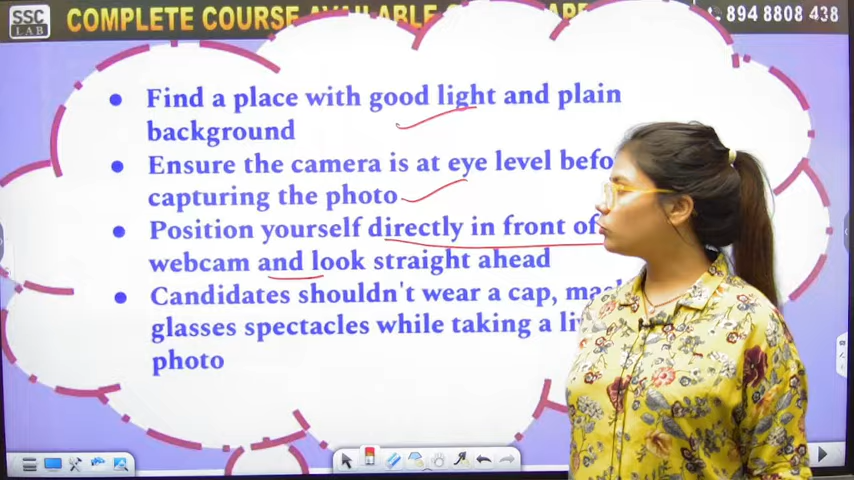 SSC
LAB
COMPLETE COURSE AVAILABLE
894 8808 438
Find a place with good light and plain
background
Ensure the camera is at eye level
capturing the photo
Position yourself directly in front of
webcam and look straight ahead
Candidates shouldn't wear a cap,
glasses spectacles while taking a
photo